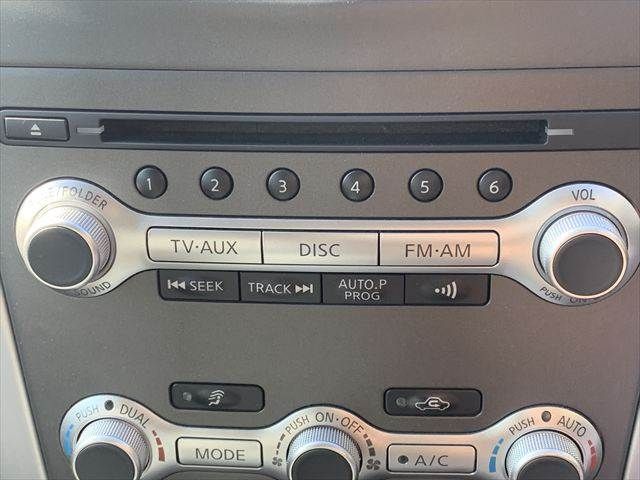 1 2 3 4 5 6
/FOLDER
VOL
TV·AUX DISC FM·AM
SEEK TRACK AUTO.P PROG
SOUND
PUSH ON
PUSH DUAL PUSH ON·OFF PUSH AUTO
MODE A/C